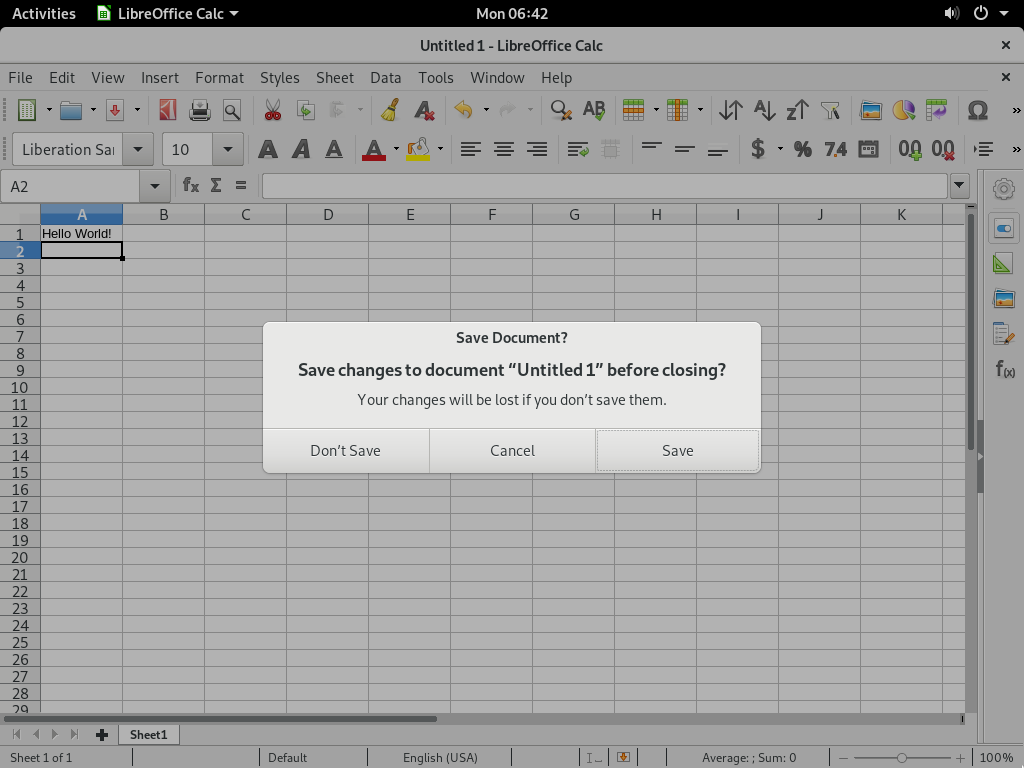 Activities LibreOffice Calc Mon 06:42
Untitled 1 - LibreOffice Calc
File Edit View Insert Format Styles Sheet Data Tools Window Help
Liberation Sa 10
A2
A B C D E F G H I J K
1 Hello World!
2
3
4
5
6
7
8
9
10
11
12
13
14
15
16
17
18
19
20
21
22
23
24
25
26
27
28
29
Save Document?
Save changes to document “Untitled 1” before closing?
Your changes will be lost if you don’t save them.
Don’t Save Cancel Save
Sheet1
Sheet 1 of 1 Default English (USA) Average: ; Sum: 0 100%